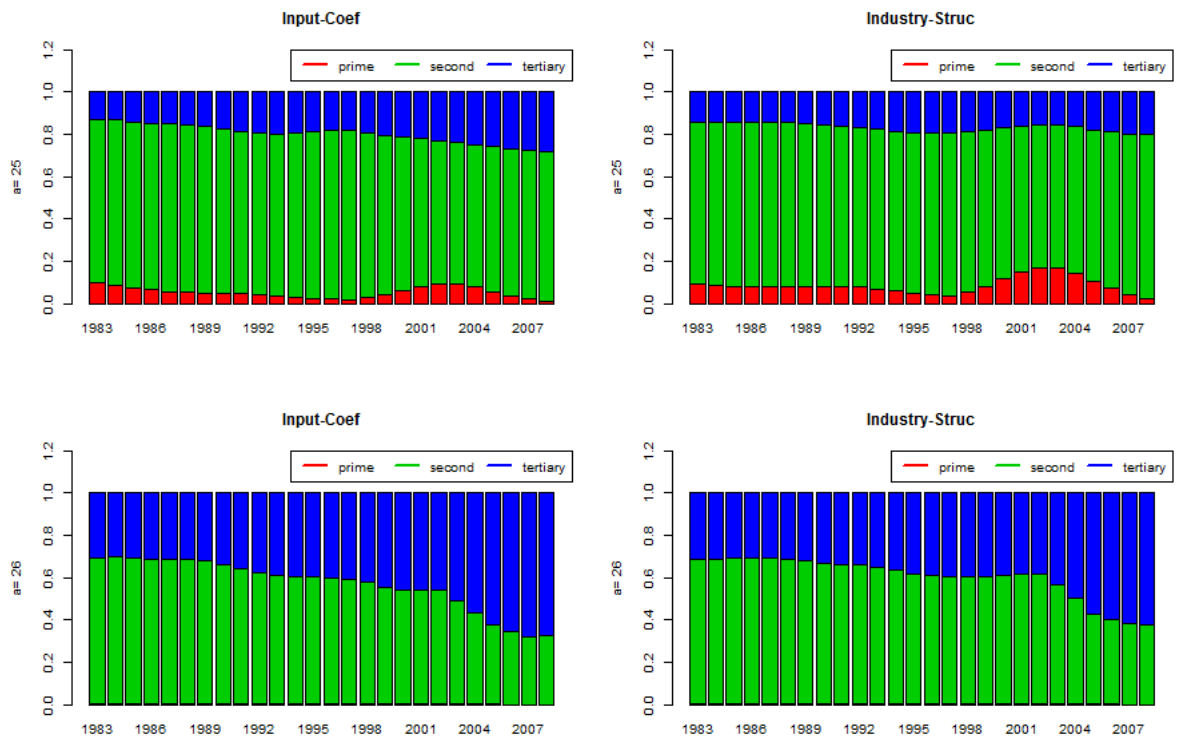 Input-Coef
prime second tertiary
a= 25
0.0 0.2 0.4 0.6 0.8 1.0 1.2
1983 1986 1989 1992 1995 1998 2001 2004 2007
Industry-Struc
prime second tertiary
a= 25
0.0 0.2 0.4 0.6 0.8 1.0 1.2
1983 1986 1989 1992 1995 1998 2001 2004 2007
Input-Coef
prime second tertiary
a= 26
0.0 0.2 0.4 0.6 0.8 1.0 1.2
1983 1986 1989 1992 1995 1998 2001 2004 2007
Industry-Struc
prime second tertiary
a= 26
0.0 0.2 0.4 0.6 0.8 1.0 1.2
1983 1986 1989 1992 1995 1998 2001 2004 2007